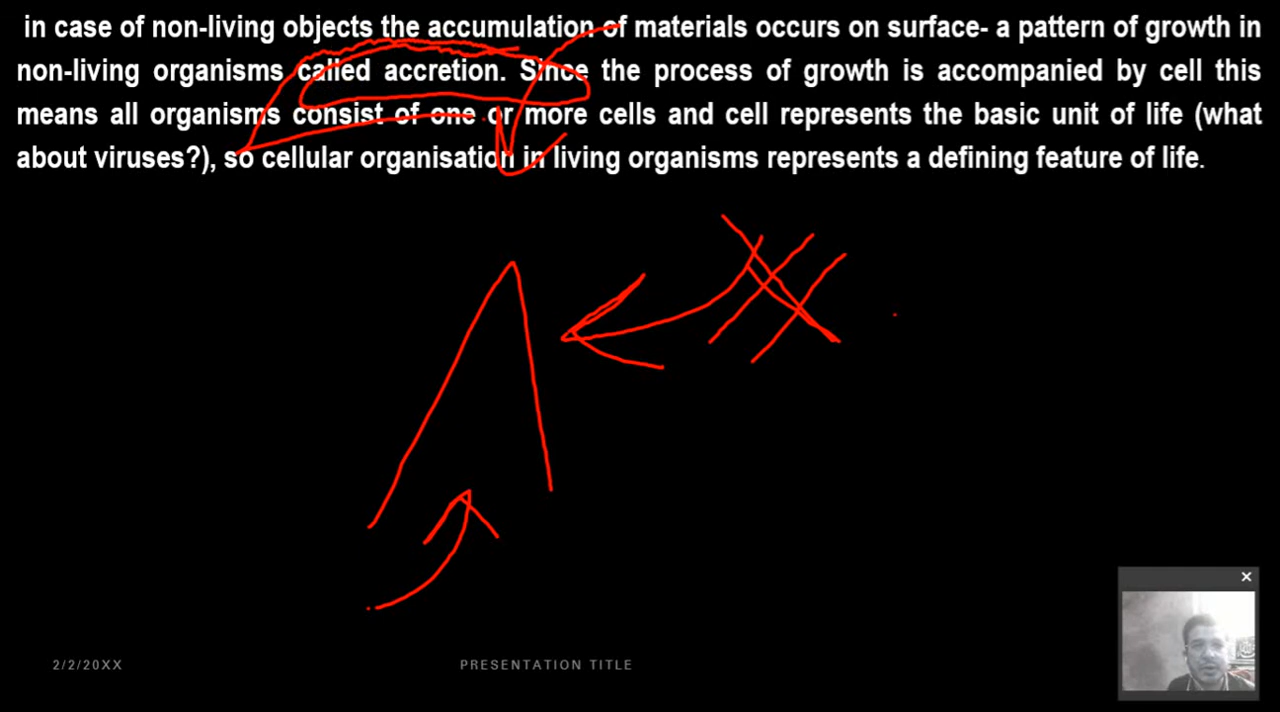 in case of non-living objects the accumulation of materials occurs on surface- a pattern of growth in
non-living organisms called accretion. Since the process of growth is accompanied by cell this
means all organisms consist of one or more cells and cell represents the basic unit of life (what
about viruses?), so cellular organisation in living organisms represents a defining feature of life.
2/2/20XX
PRESENTATION TITLE